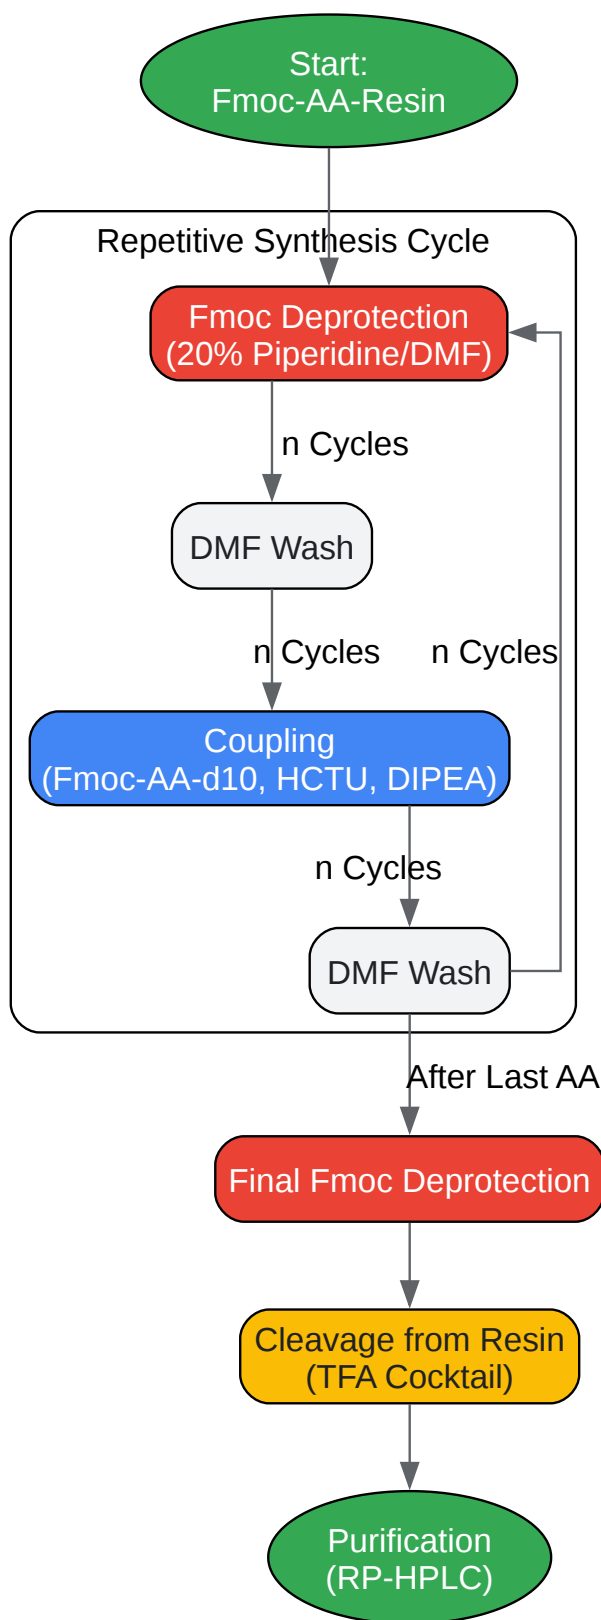 Start:
Fmoc-AA-Resin
Repetitive Synthesis Cycle
Fmoc Deprotection
(20% Piperidine/DMF)
n Cycles
DMF Wash
n Cycles
n Cycles
Coupling
(Fmoc-AA-d10, HCTU, DIPEA)
n Cycles
DMF Wash
After Last AA
Final Fmoc Deprotection
Cleavage from Resin
(TFA Cocktail)
Purification
(RP-HPLC)